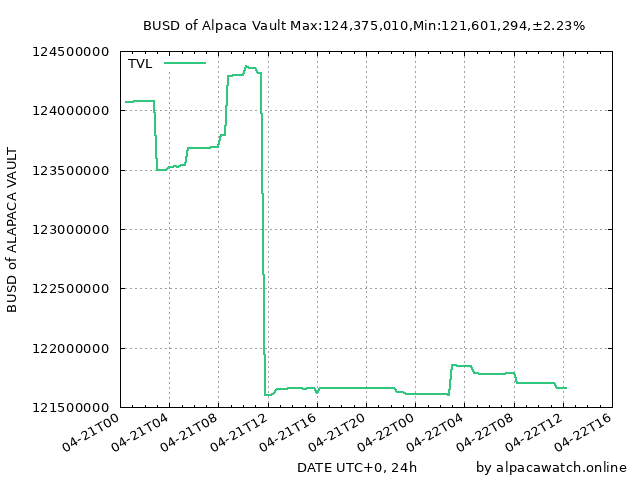 BUSD of Alpaca Vault Max:124,375,010,Min:121,601,294,±2.23%
TVL
124500000
124000000
123500000
123000000
122500000
122000000
121500000
BUSD of ALAPACA VAULT
04-21T00
04-21T04
04-21T08
04-21T12
04-21T16
04-21T20
04-22T00
04-22T04
04-22T08
04-22T12
04-22T16
DATE UTC+0, 24h
by alpacawatch.online